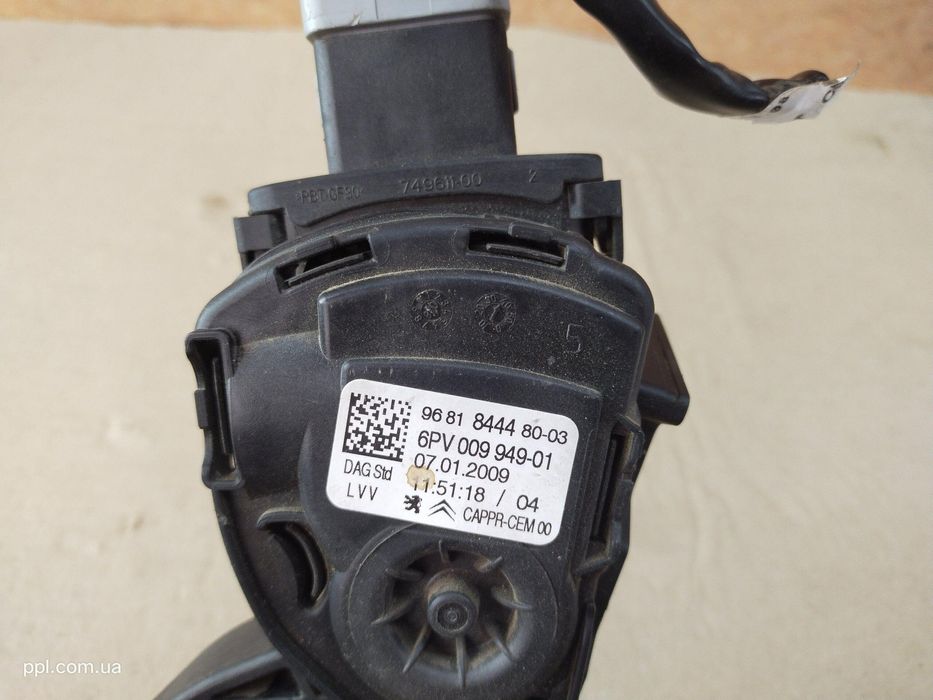 PBT GF30 749611-00 2
5
96 81 8444 80-03
6PV 009 949-01
07.01.2009
DAG Std 11:51:18 / 04
LVV CAPPR-CEM 00
ppl.com.ua